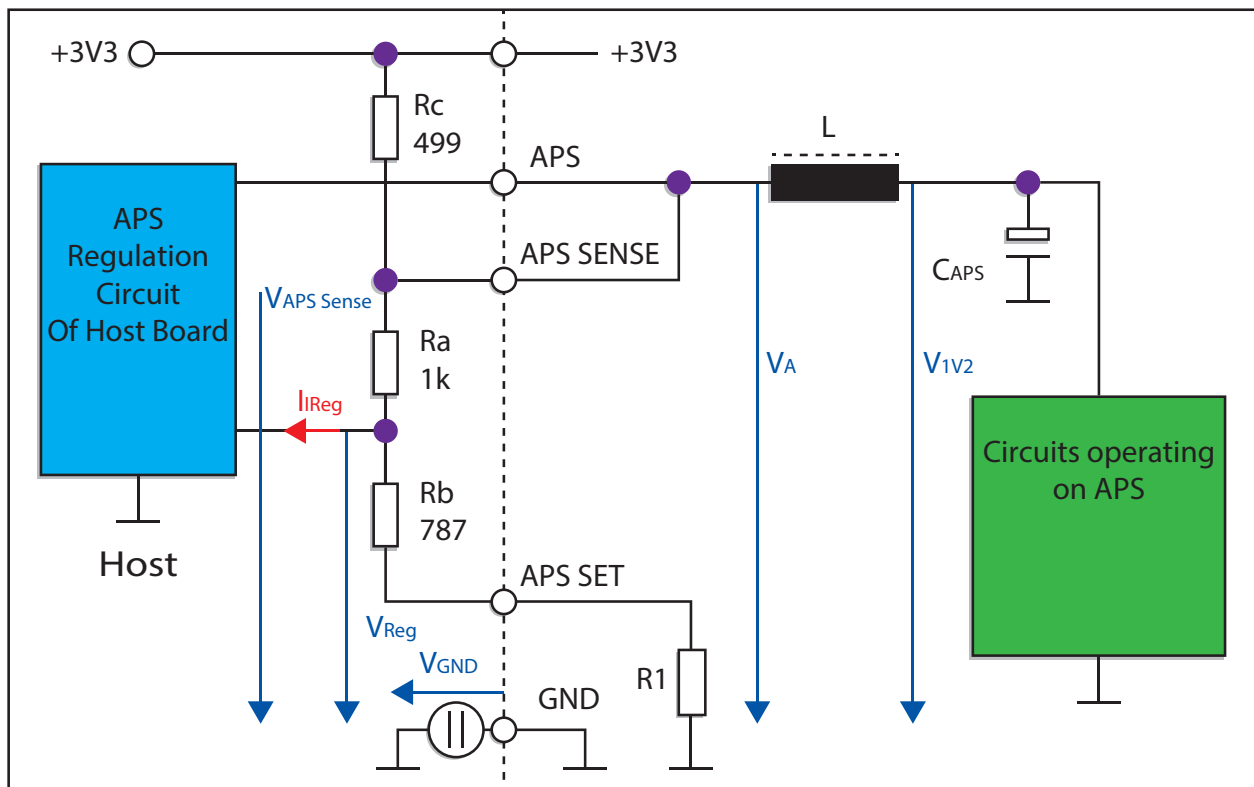 +3V3
+3V3
Rc
499
L
APS
APS
Regulation
Circuit
Of Host Board
APS SENSE
CAPS
VAPS Sense
Ra
1k
VA
V1V2
IIReg
Circuits operating
on APS
Rb
787
Host
APS SET
VReg
VGND
R1
GND